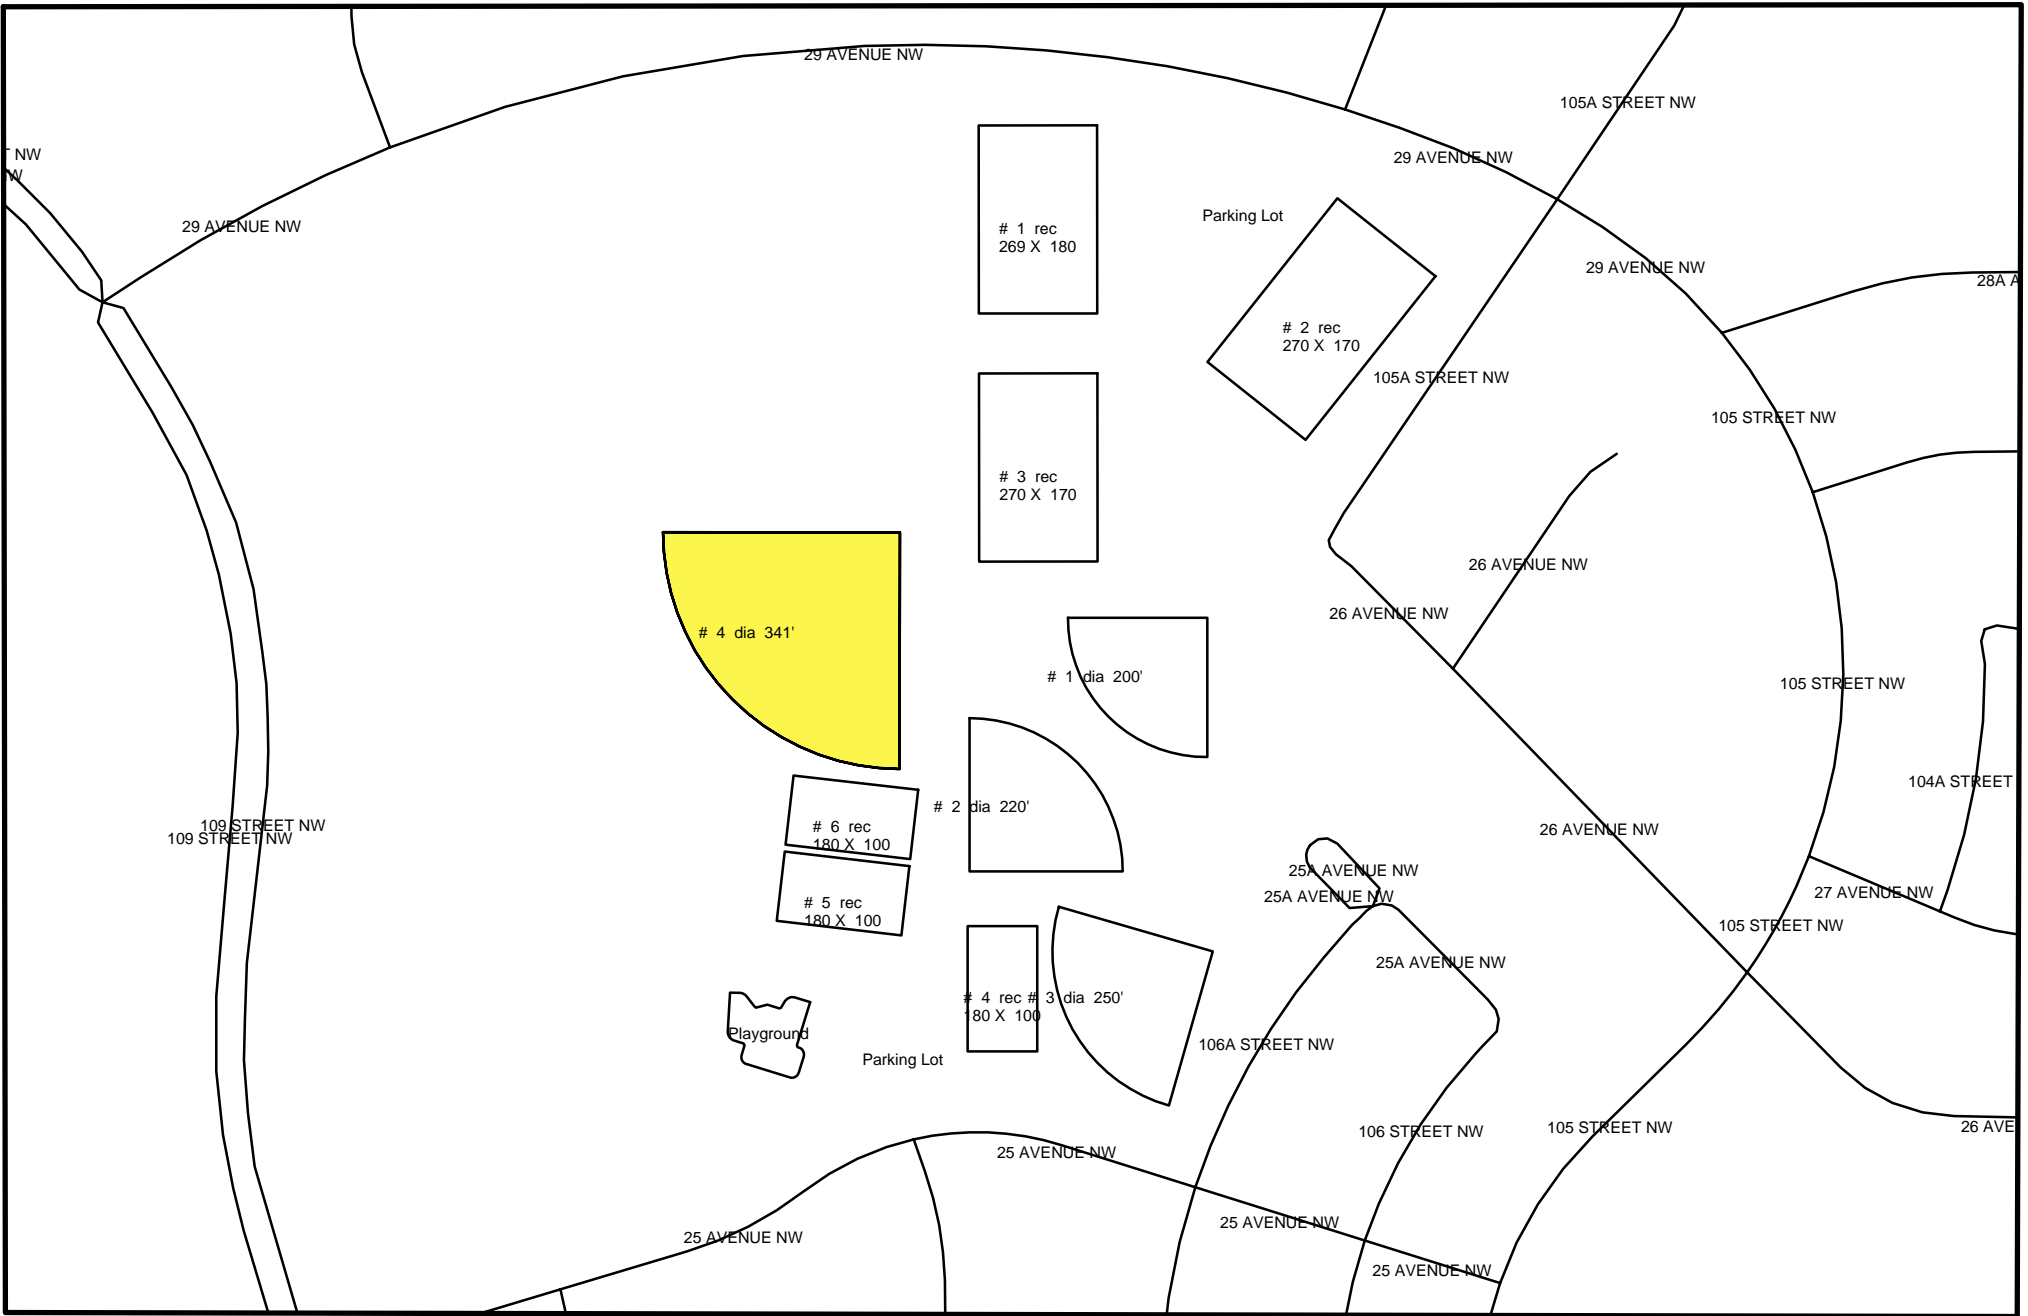 29 AVENUE NW
105A STREET NW
T NW
W
29 AVENUE NW
29 AVENUE NW
Parking Lot
# 1 rec
269 X 180
29 AVENUE NW
28A A
# 2 rec
270 X 170
105A STREET NW
105 STREET NW
# 3 rec
270 X 170
26 AVENUE NW
26 AVENUE NW
# 4 dia 341'
# 1 dia 200'
105 STREET NW
104A STREET
# 2 dia 220'
109 STREET NW
109 STREET NW
# 6 rec
180 X 100
26 AVENUE NW
25A AVENUE NW
25A AVENUE NW
27 AVENUE NW
# 5 rec
180 X 100
105 STREET NW
25A AVENUE NW
# 4 rec
180 X 100
# 3 dia 250'
Playground
Parking Lot
106A STREET NW
106 STREET NW
105 STREET NW
26 AVE
25 AVENUE NW
25 AVENUE NW
25 AVENUE NW
25 AVENUE NW